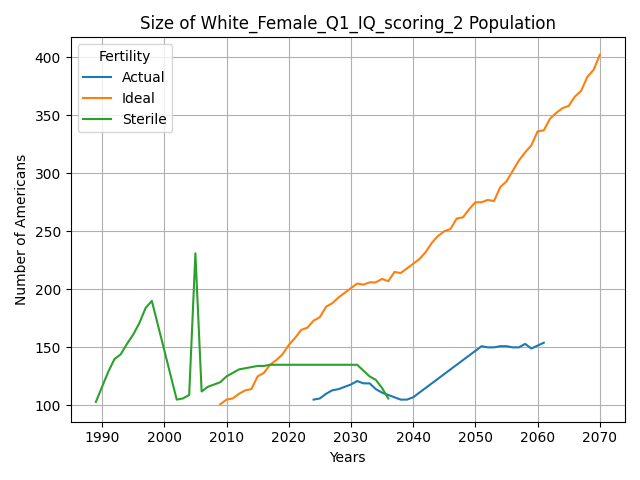 Size of White_Female_Q1_IQ_scoring_2 Population
Fertility
Actual
Ideal
Sterile
Number of Americans
400
350
300
250
200
150
100
1990 2000 2010 2020 2030 2040 2050 2060 2070
Years